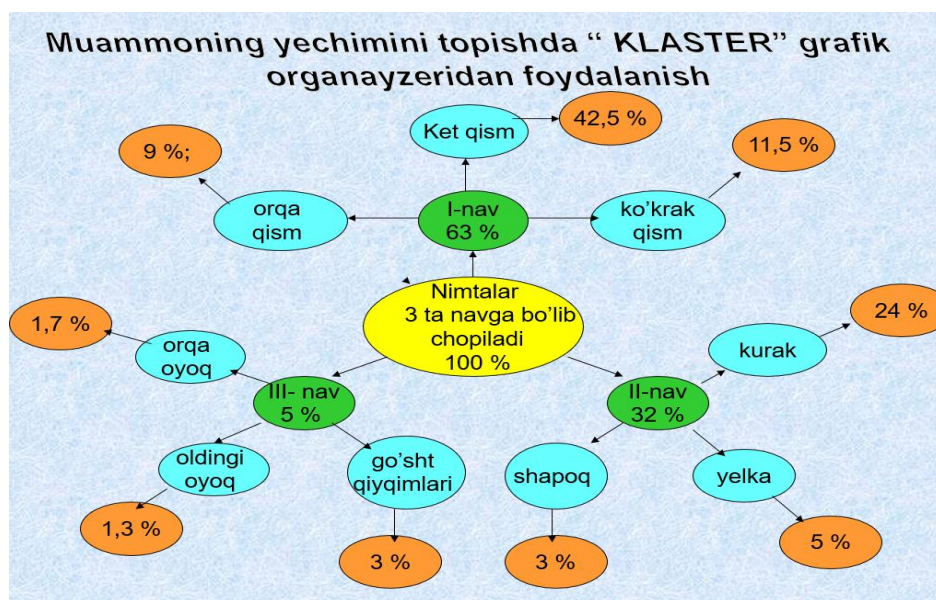 Muammoning yechimini topishda “ KLASTER” grafik
organayzeridan foydalanish
Ket qism
42,5 %
9 %;
11,5 %
orqa
qism
I-nav
63 %
ko’krak
qism
Nimtalar
3 ta navga bo’lib
chopiladi
100 %
1,7 %
orqa
oyoq
24 %
kurak
III- nav
5 %
II-nav
32 %
oldingi
oyoq
go’sht
qiyqimlari
shapoq
yelka
1,3 %
3 %
3 %
5 %